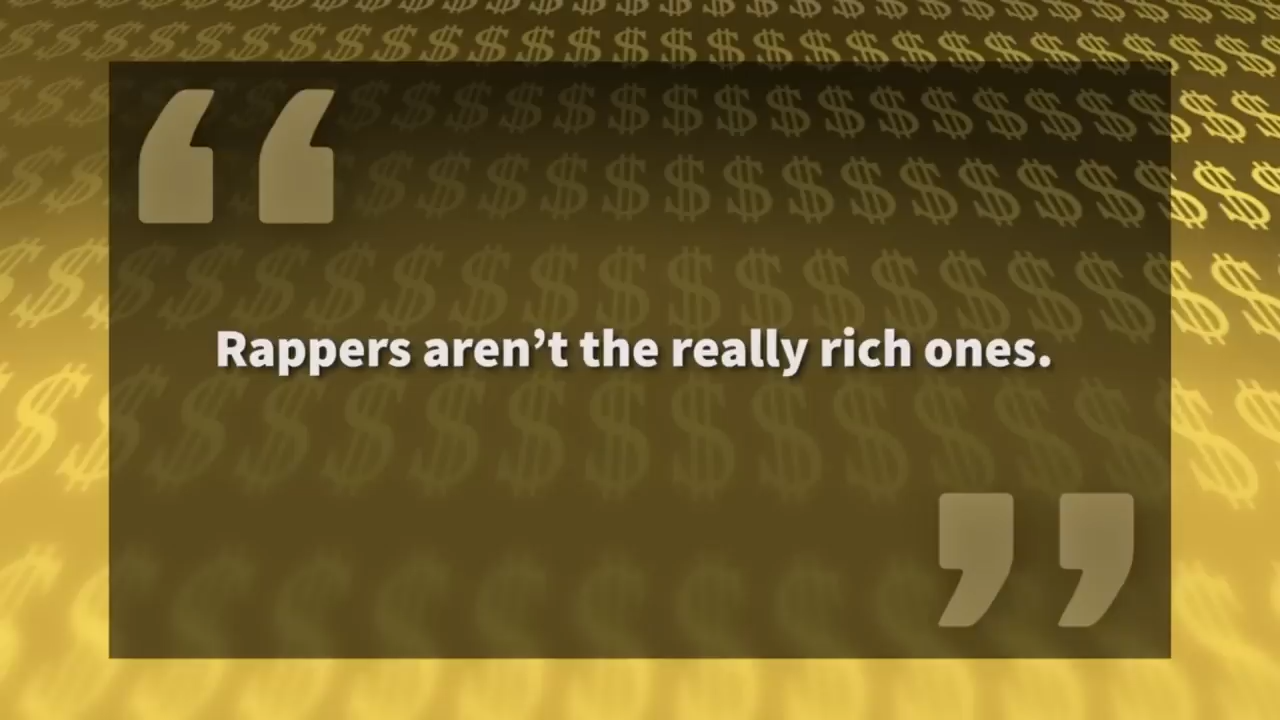 “
Rappers aren’t the really rich ones.
”